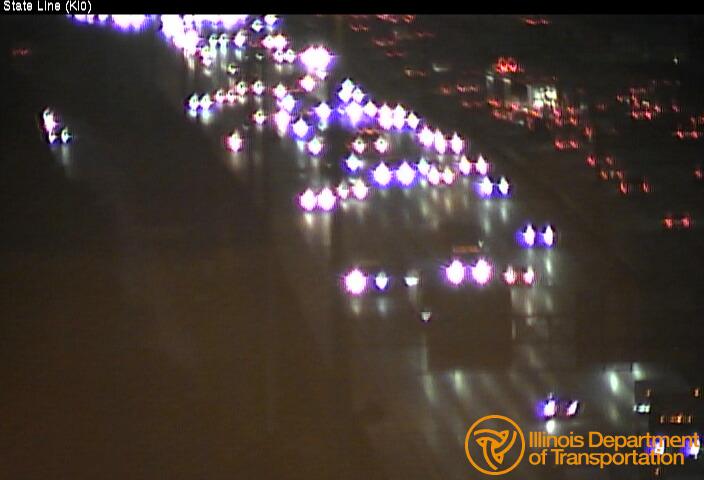 State Line (Kl0)
Illinois Department
of Transportation